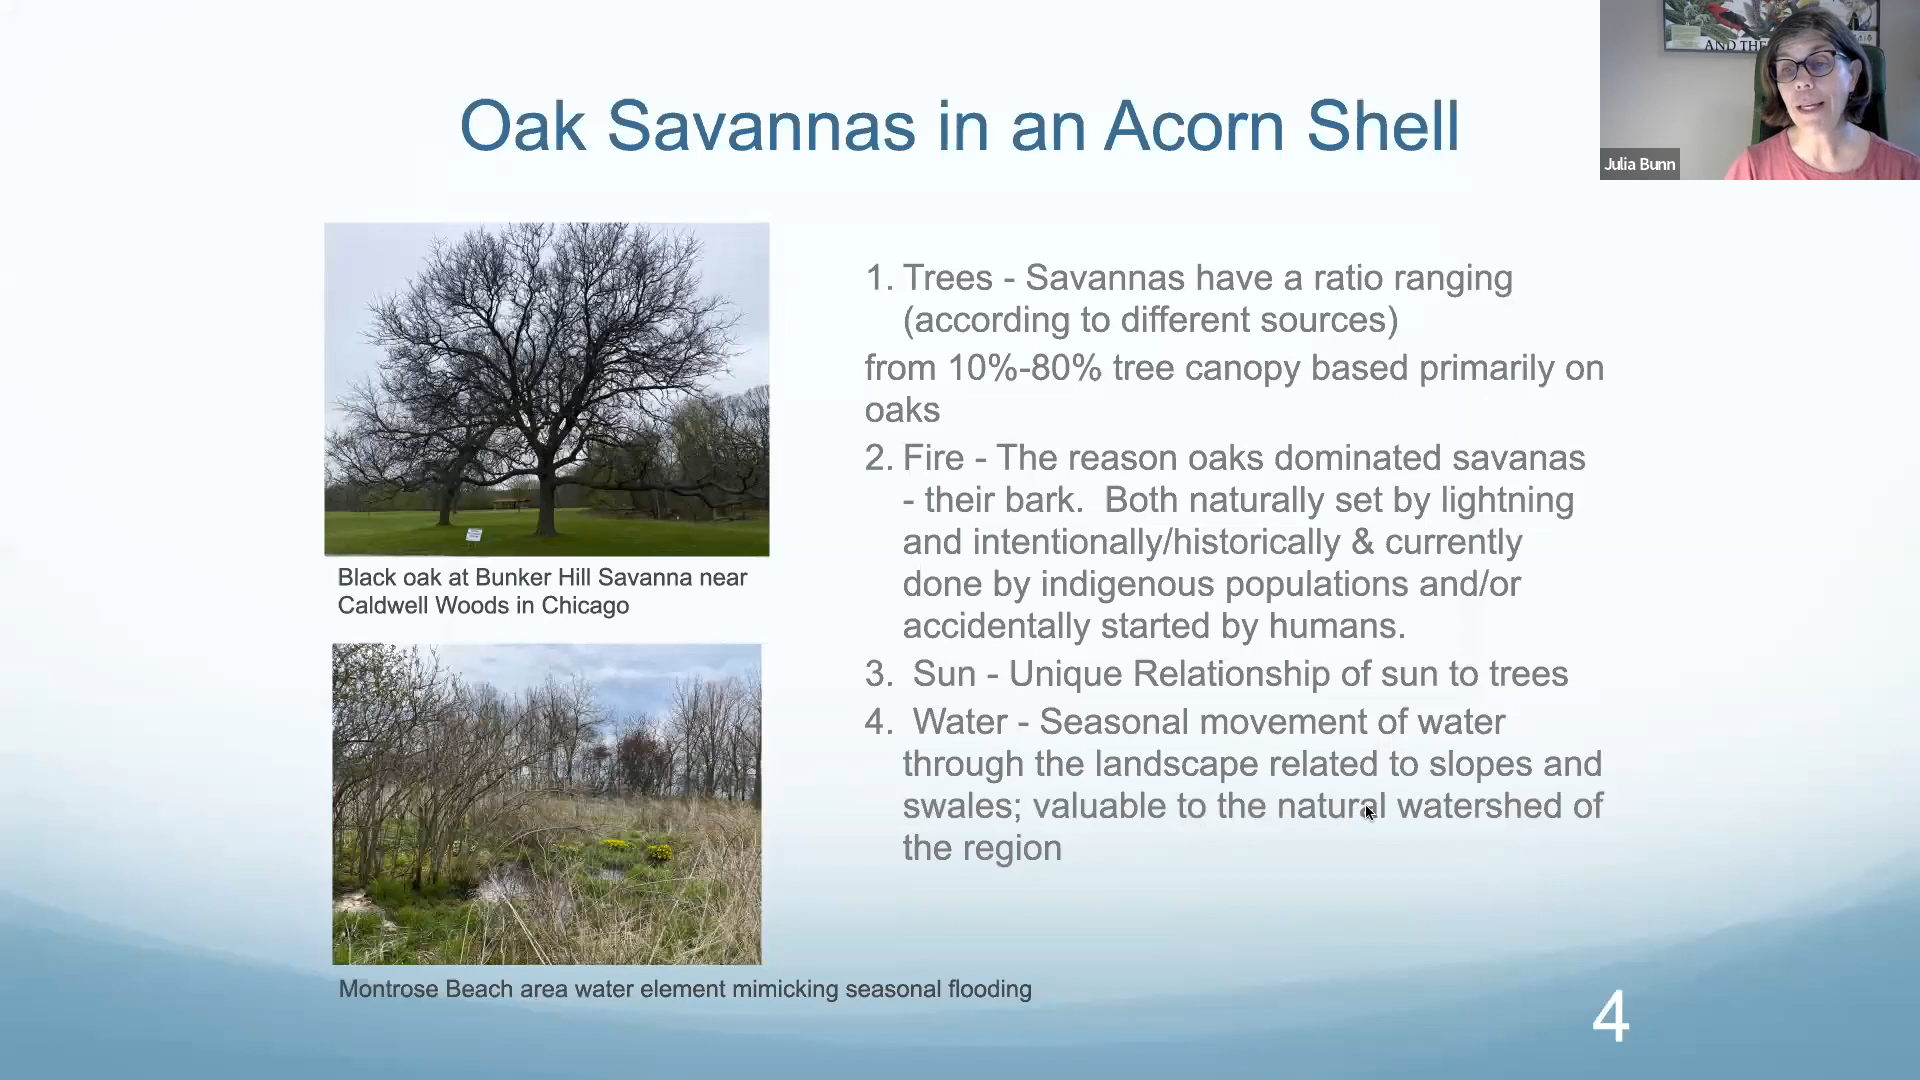 AND THE
Julia Bunn
Oak Savannas in an Acorn Shell
1. Trees - Savannas have a ratio ranging
(according to different sources)
from 10%-80% tree canopy based primarily on
oaks
2. Fire - The reason oaks dominated savanas
- their bark. Both naturally set by lightning
and intentionally/historically & currently
done by indigenous populations and/or
accidentally started by humans.
3. Sun - Unique Relationship of sun to trees
4. Water - Seasonal movement of water
through the landscape related to slopes and
swales; valuable to the natural watershed of
the region
Black oak at Bunker Hill Savanna near
Caldwell Woods in Chicago
Montrose Beach area water element mimicking seasonal flooding
4